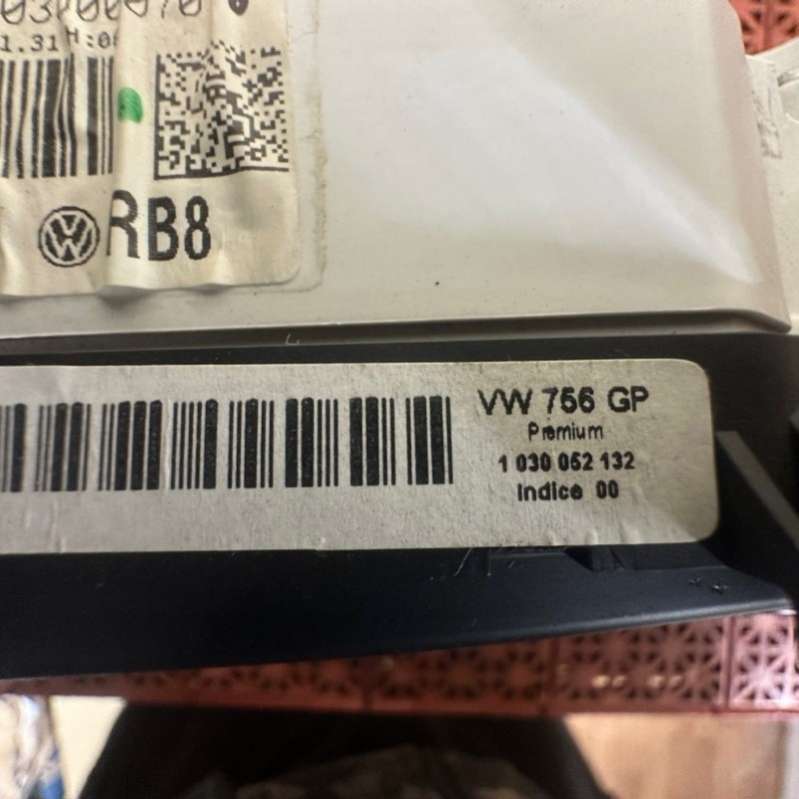 1.31
RB8
VW 756 GP
Premium
1 030 052 132
Indice 00